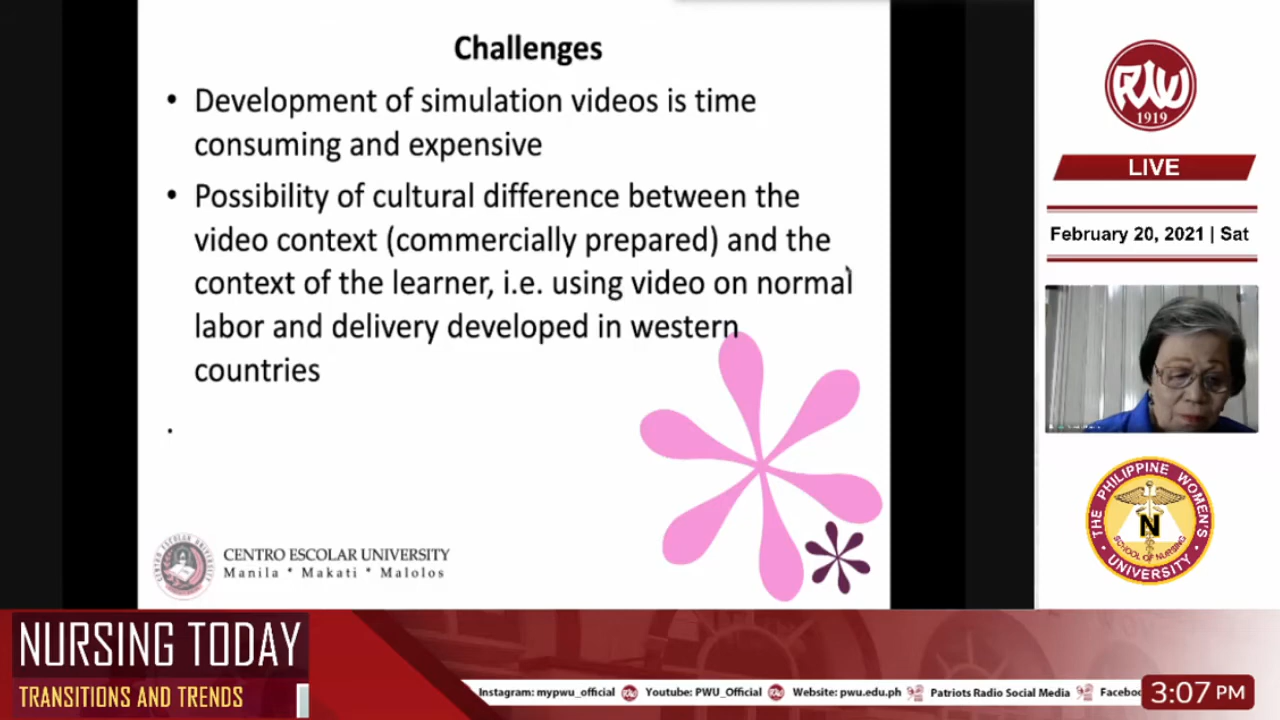 Challenges
• Development of simulation videos is time
consuming and expensive
• Possibility of cultural difference between the
video context (commercially prepared) and the
context of the learner, i.e. using video on normal
labor and delivery developed in western
countries
.
CENTRO ESCOLAR UNIVERSITY
Manila * Makati * Malolos
PWU
1919
LIVE
February 20, 2021 | Sat
THE PHILIPPINE WOMEN'S
UNIVERSITY
N
SCHOOL OF NURSING
NURSING TODAY
TRANSITIONS AND TRENDS
Instagram: mypwu_official Youtube: PWU_Official Website: pwu.edu.ph Patriots Radio Social Media Faceboo
3:07 PM